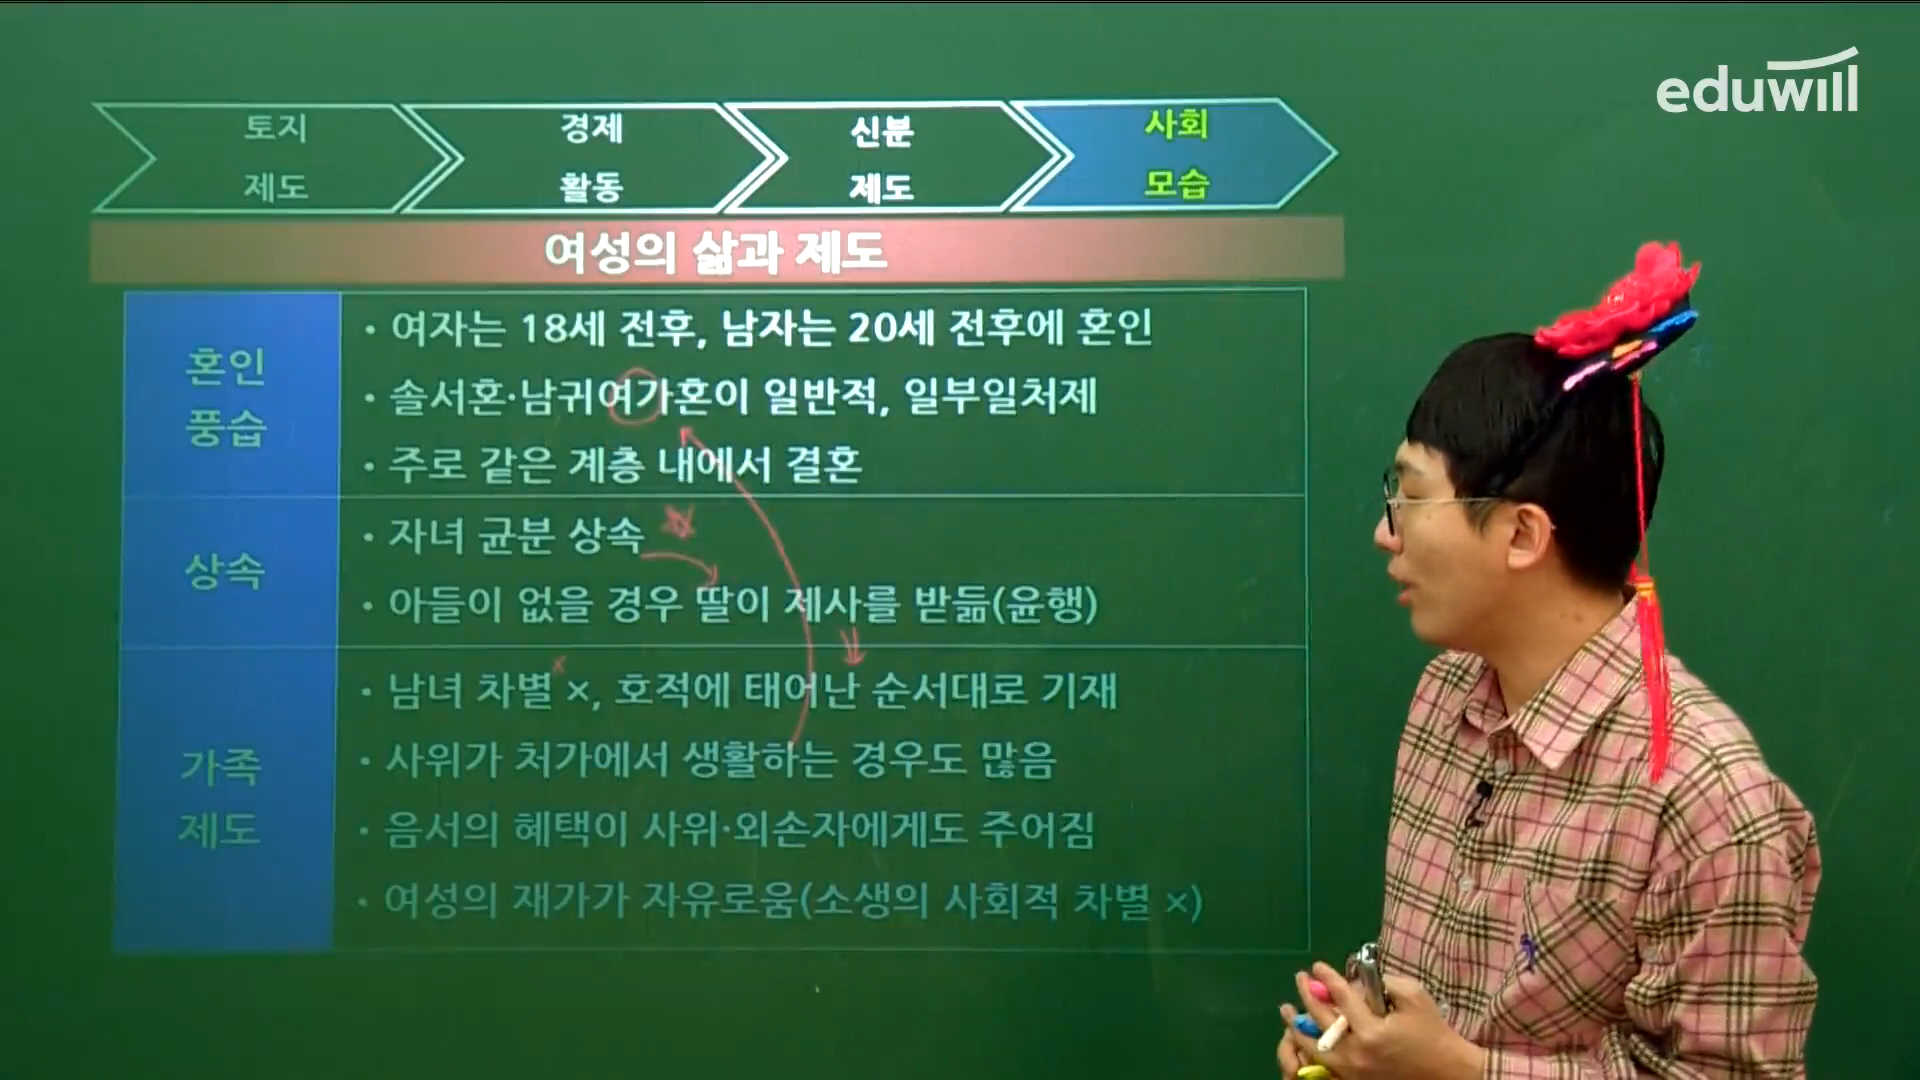 eduwill
토지 경제 신분 사회
제도 활동 제도 모습
여성의 삶과 제도
혼인
풍습
• 여자는 18세 전후, 남자는 20세 전후에 혼인
• 솔서혼·남귀여가혼이 일반적, 일부일처제
• 주로 같은 계층 내에서 결혼
상속
• 자녀 균분 상속
• 아들이 없을 경우 딸이 제사를 받듦(윤행)
가족
제도
• 남녀 차별 ×, 호적에 태어난 순서대로 기재
• 사위가 처가에서 생활하는 경우도 많음
• 음서의 혜택이 사위·외손자에게도 주어짐
• 여성의 재가가 자유로움(소생의 사회적 차별 ×)